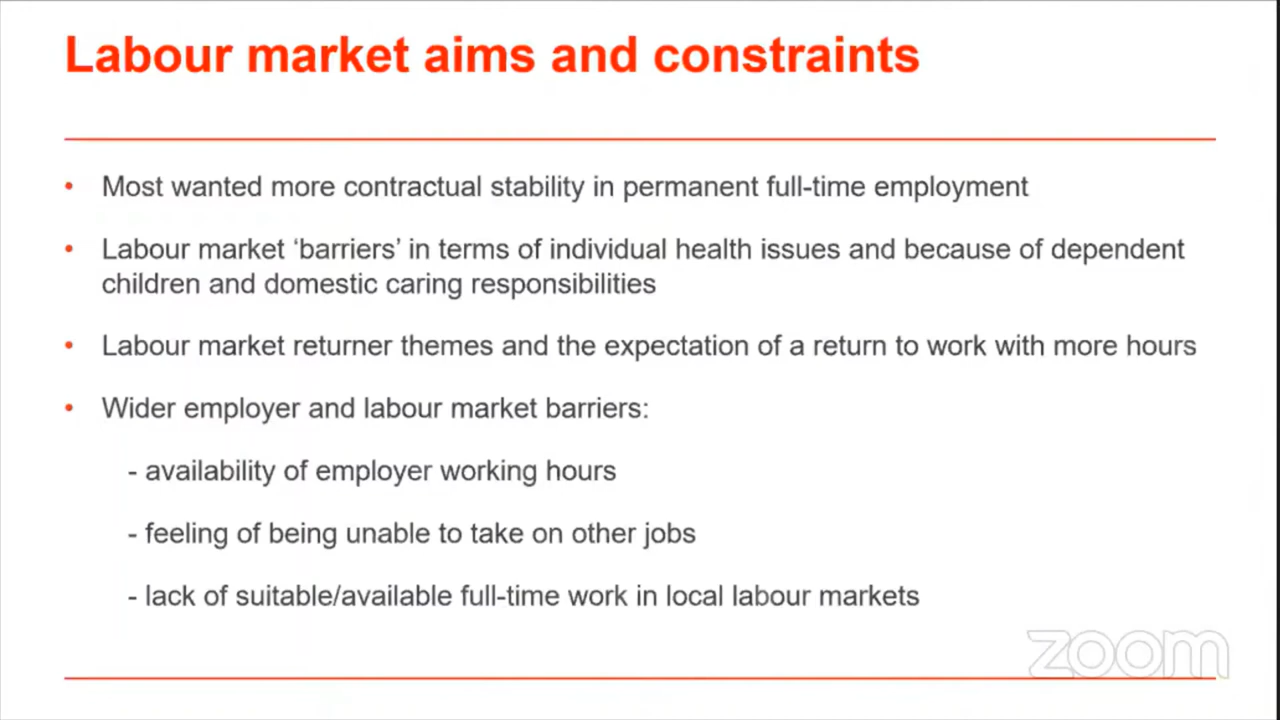 Labour market aims and constraints
• Most wanted more contractual stability in permanent full-time employment
• Labour market ‘barriers’ in terms of individual health issues and because of dependent
children and domestic caring responsibilities
• Labour market returner themes and the expectation of a return to work with more hours
• Wider employer and labour market barriers:
- availability of employer working hours
- feeling of being unable to take on other jobs
- lack of suitable/available full-time work in local labour markets
zoom